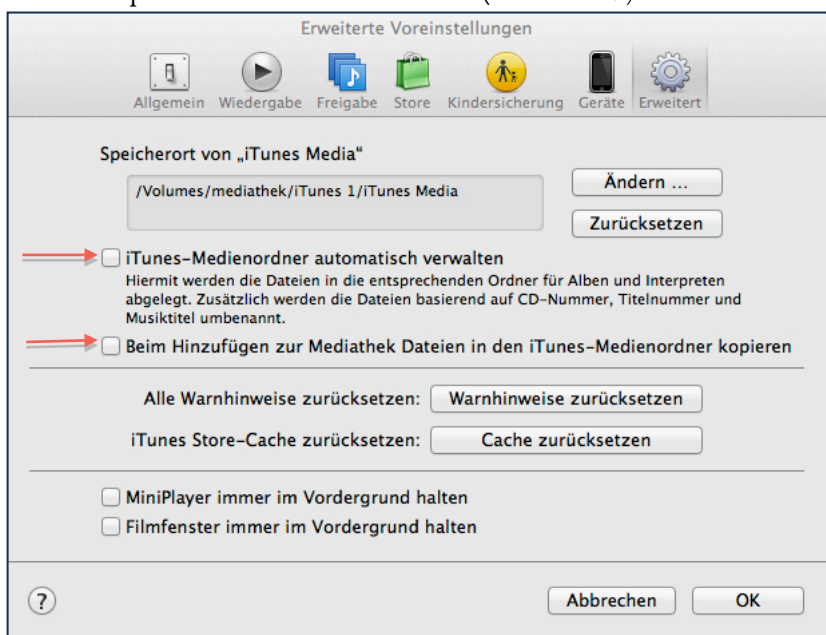 Erweiterte Voreinstellungen
Allgemein Wiedergabe Freigabe Store Kindersicherung Geräte Erweitert
Speicherort von „iTunes Media“
/Volumes/mediathek/iTunes 1/iTunes Media
Ändern ...
Zurücksetzen
iTunes-Medienordner automatisch verwalten
Hiermit werden die Dateien in die entsprechenden Ordner für Alben und Interpreten
abgelegt. Zusätzlich werden die Dateien basierend auf CD-Nummer, Titelnummer und
Musiktitel umbenannt.
Beim Hinzufügen zur Mediathek Dateien in den iTunes-Medienordner kopieren
Alle Warnhinweise zurücksetzen: Warnhinweise zurücksetzen
iTunes Store-Cache zurücksetzen: Cache zurücksetzen
MiniPlayer immer im Vordergrund halten
Filmfenster immer im Vordergrund halten
? Abbrechen OK